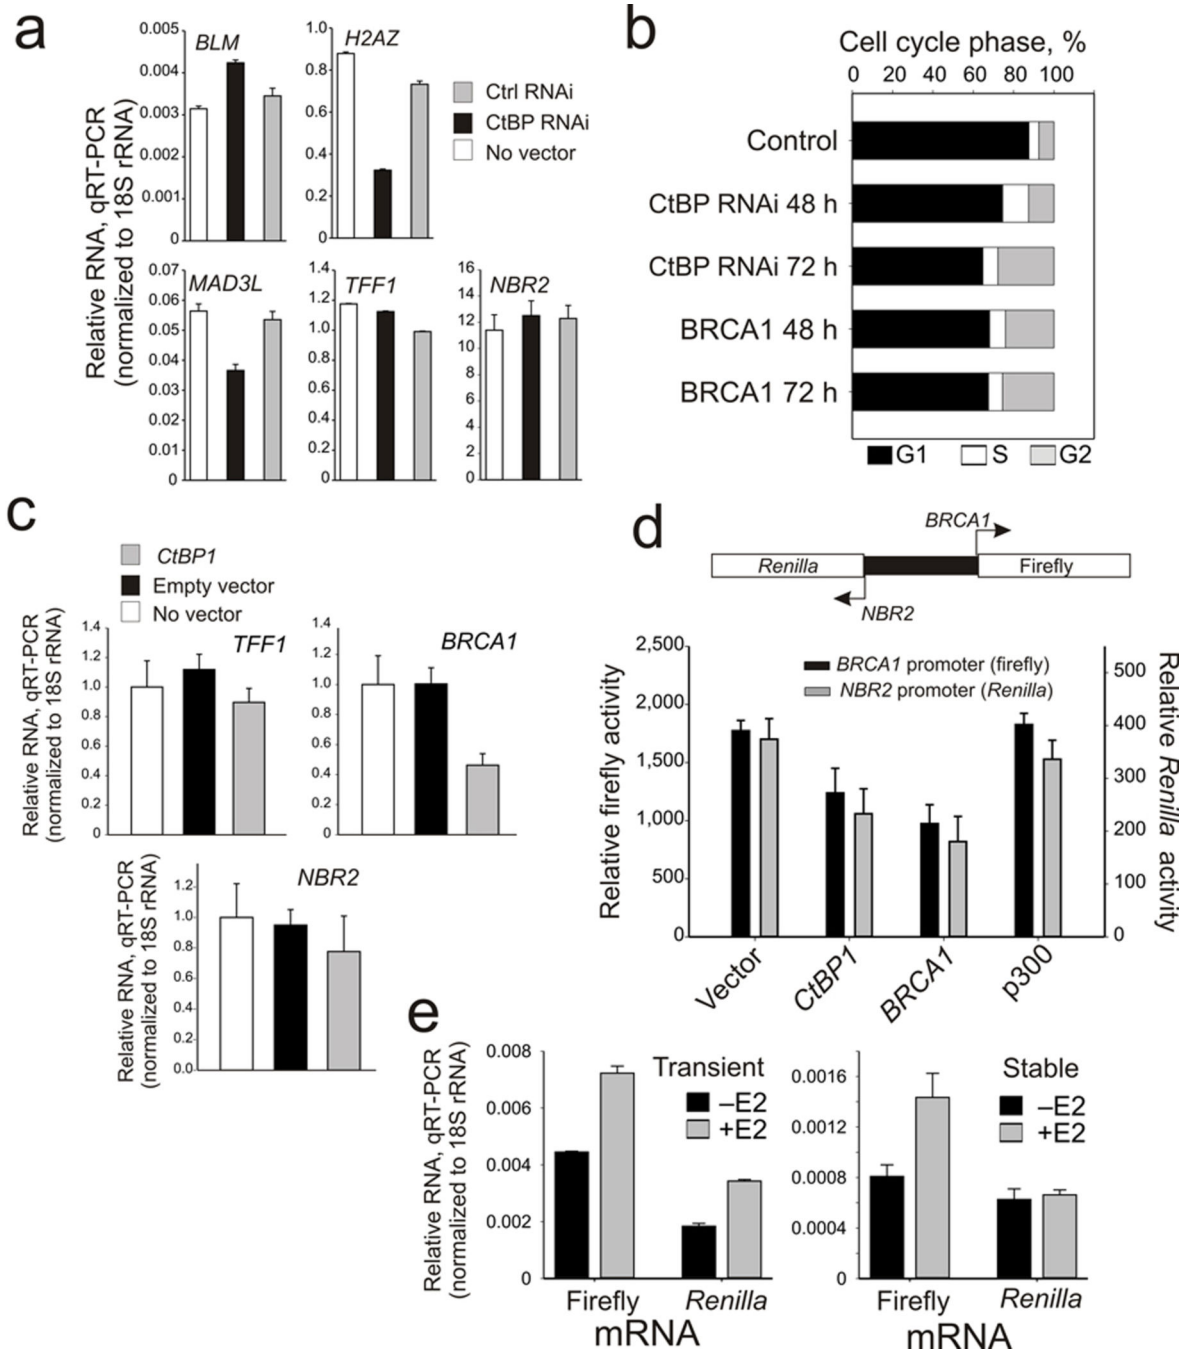 a
Relative RNA, qRT-PCR
(normalized to 18S rRNA)
BLM
0.005
0.004
0.003
0.002
0.001
0
H2AZ
1.0
0.8
0.6
0.4
0.2
0
Ctrl RNAi
CtBP RNAi
No vector
MAD3L
0.07
0.06
0.05
0.04
0.03
0.02
0.01
0
TFF1
1.4
1.2
1.0
0.8
0.6
0.4
0.2
0
NBR2
16
14
12
10
8
6
4
2
0
b
Cell cycle phase, %
0 20 40 60 80 100
Control
CtBP RNAi 48 h
CtBP RNAi 72 h
BRCA1 48 h
BRCA1 72 h
G1 S G2
c
CtBP1
Empty vector
No vector
Relative RNA, qRT-PCR
(normalized to 18S rRNA)
TFF1
1.4
1.2
1.0
0.8
0.6
0.4
0.2
0
BRCA1
1.4
1.2
1.0
0.8
0.6
0.4
0.2
0
Relative RNA, qRT-PCR
(normalized to 18S rRNA)
NBR2
1.2
1.0
0.8
0.6
0.4
0.2
0.0
d
BRCA1
Renilla Firefly
NBR2
Relative firefly activity
2,500
2,000
1,500
1,000
500
0
BRCA1 promoter (firefly)
NBR2 promoter (Renilla)
500
400
300
200
100
0
Relative Renilla activity
Vector
CtBP1
BRCA1
p300
e
Relative RNA, qRT-PCR
(normalized to 18S rRNA)
0.008
0.006
0.004
0.002
0
Transient
–E2
+E2
Firefly Renilla
mRNA
0.0016
0.0012
0.0008
0.0004
0
Stable
–E2
+E2
Firefly Renilla
mRNA